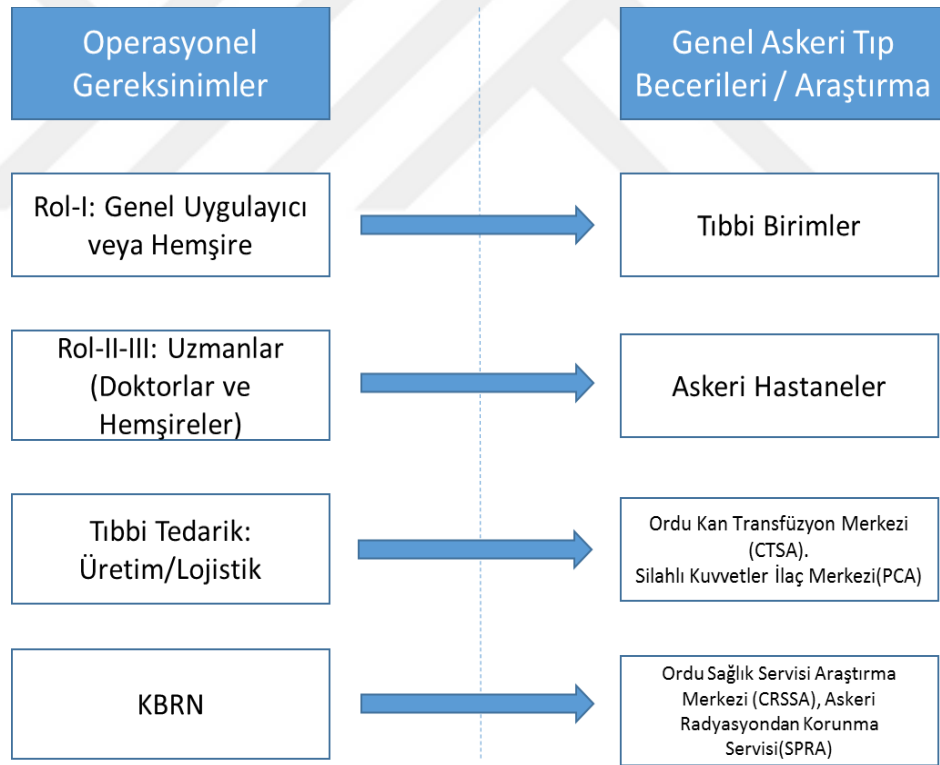 Operasyonel
Gereksinimler
Genel Askeri Tıp
Becerileri / Araştırma
Rol-I: Genel Uygulayıcı
veya Hemşire
Tıbbi Birimler
Rol-II-III: Uzmanlar
(Doktorlar ve
Hemşireler)
Askeri Hastaneler
Tıbbi Tedarik:
Üretim/Lojistik
Ordu Kan Transfüzyon Merkezi
(CTSA).
Silahlı Kuvvetler İlaç Merkezi(PCA)
KBRN
Ordu Sağlık Servisi Araştırma
Merkezi (CRSSA), Askeri
Radyasyondan Korunma
Servisi(SPRA)